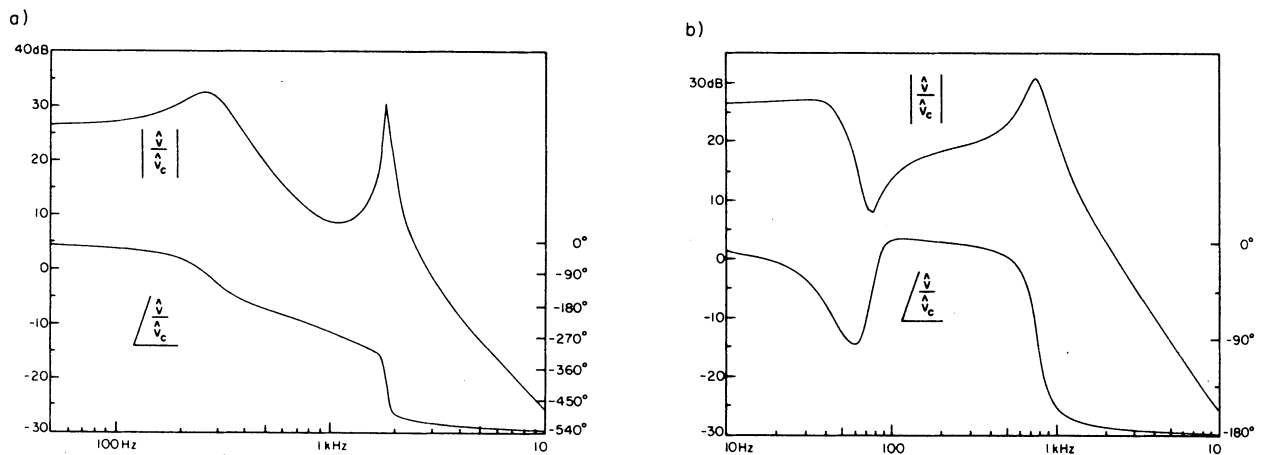 a)
40dB
30
20
10
0
-10
-20
-30
100Hz
1kHz
10
0°
-90°
-180°
-270°
-360°
-450°
-540°
| v̂ / v̂c |
∠ v̂ / v̂c
b)
30dB
20
10
0
-10
-20
-30
10Hz
100
1kHz
10
0°
-90°
-180°
| v̂ / v̂c |
∠ v̂ / v̂c